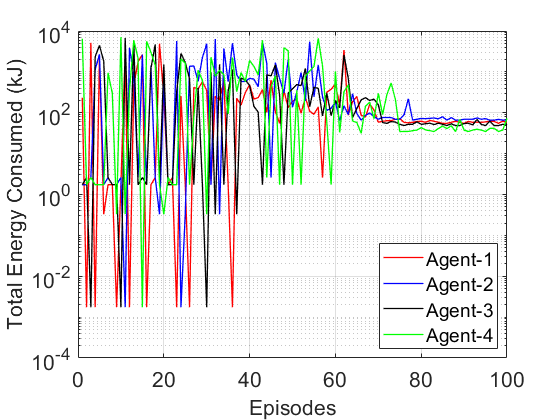 Total Energy Consumed (kJ)
10^4
10^2
10^0
10^-2
10^-4
Agent-1
Agent-2
Agent-3
Agent-4
0 20 40 60 80 100
Episodes